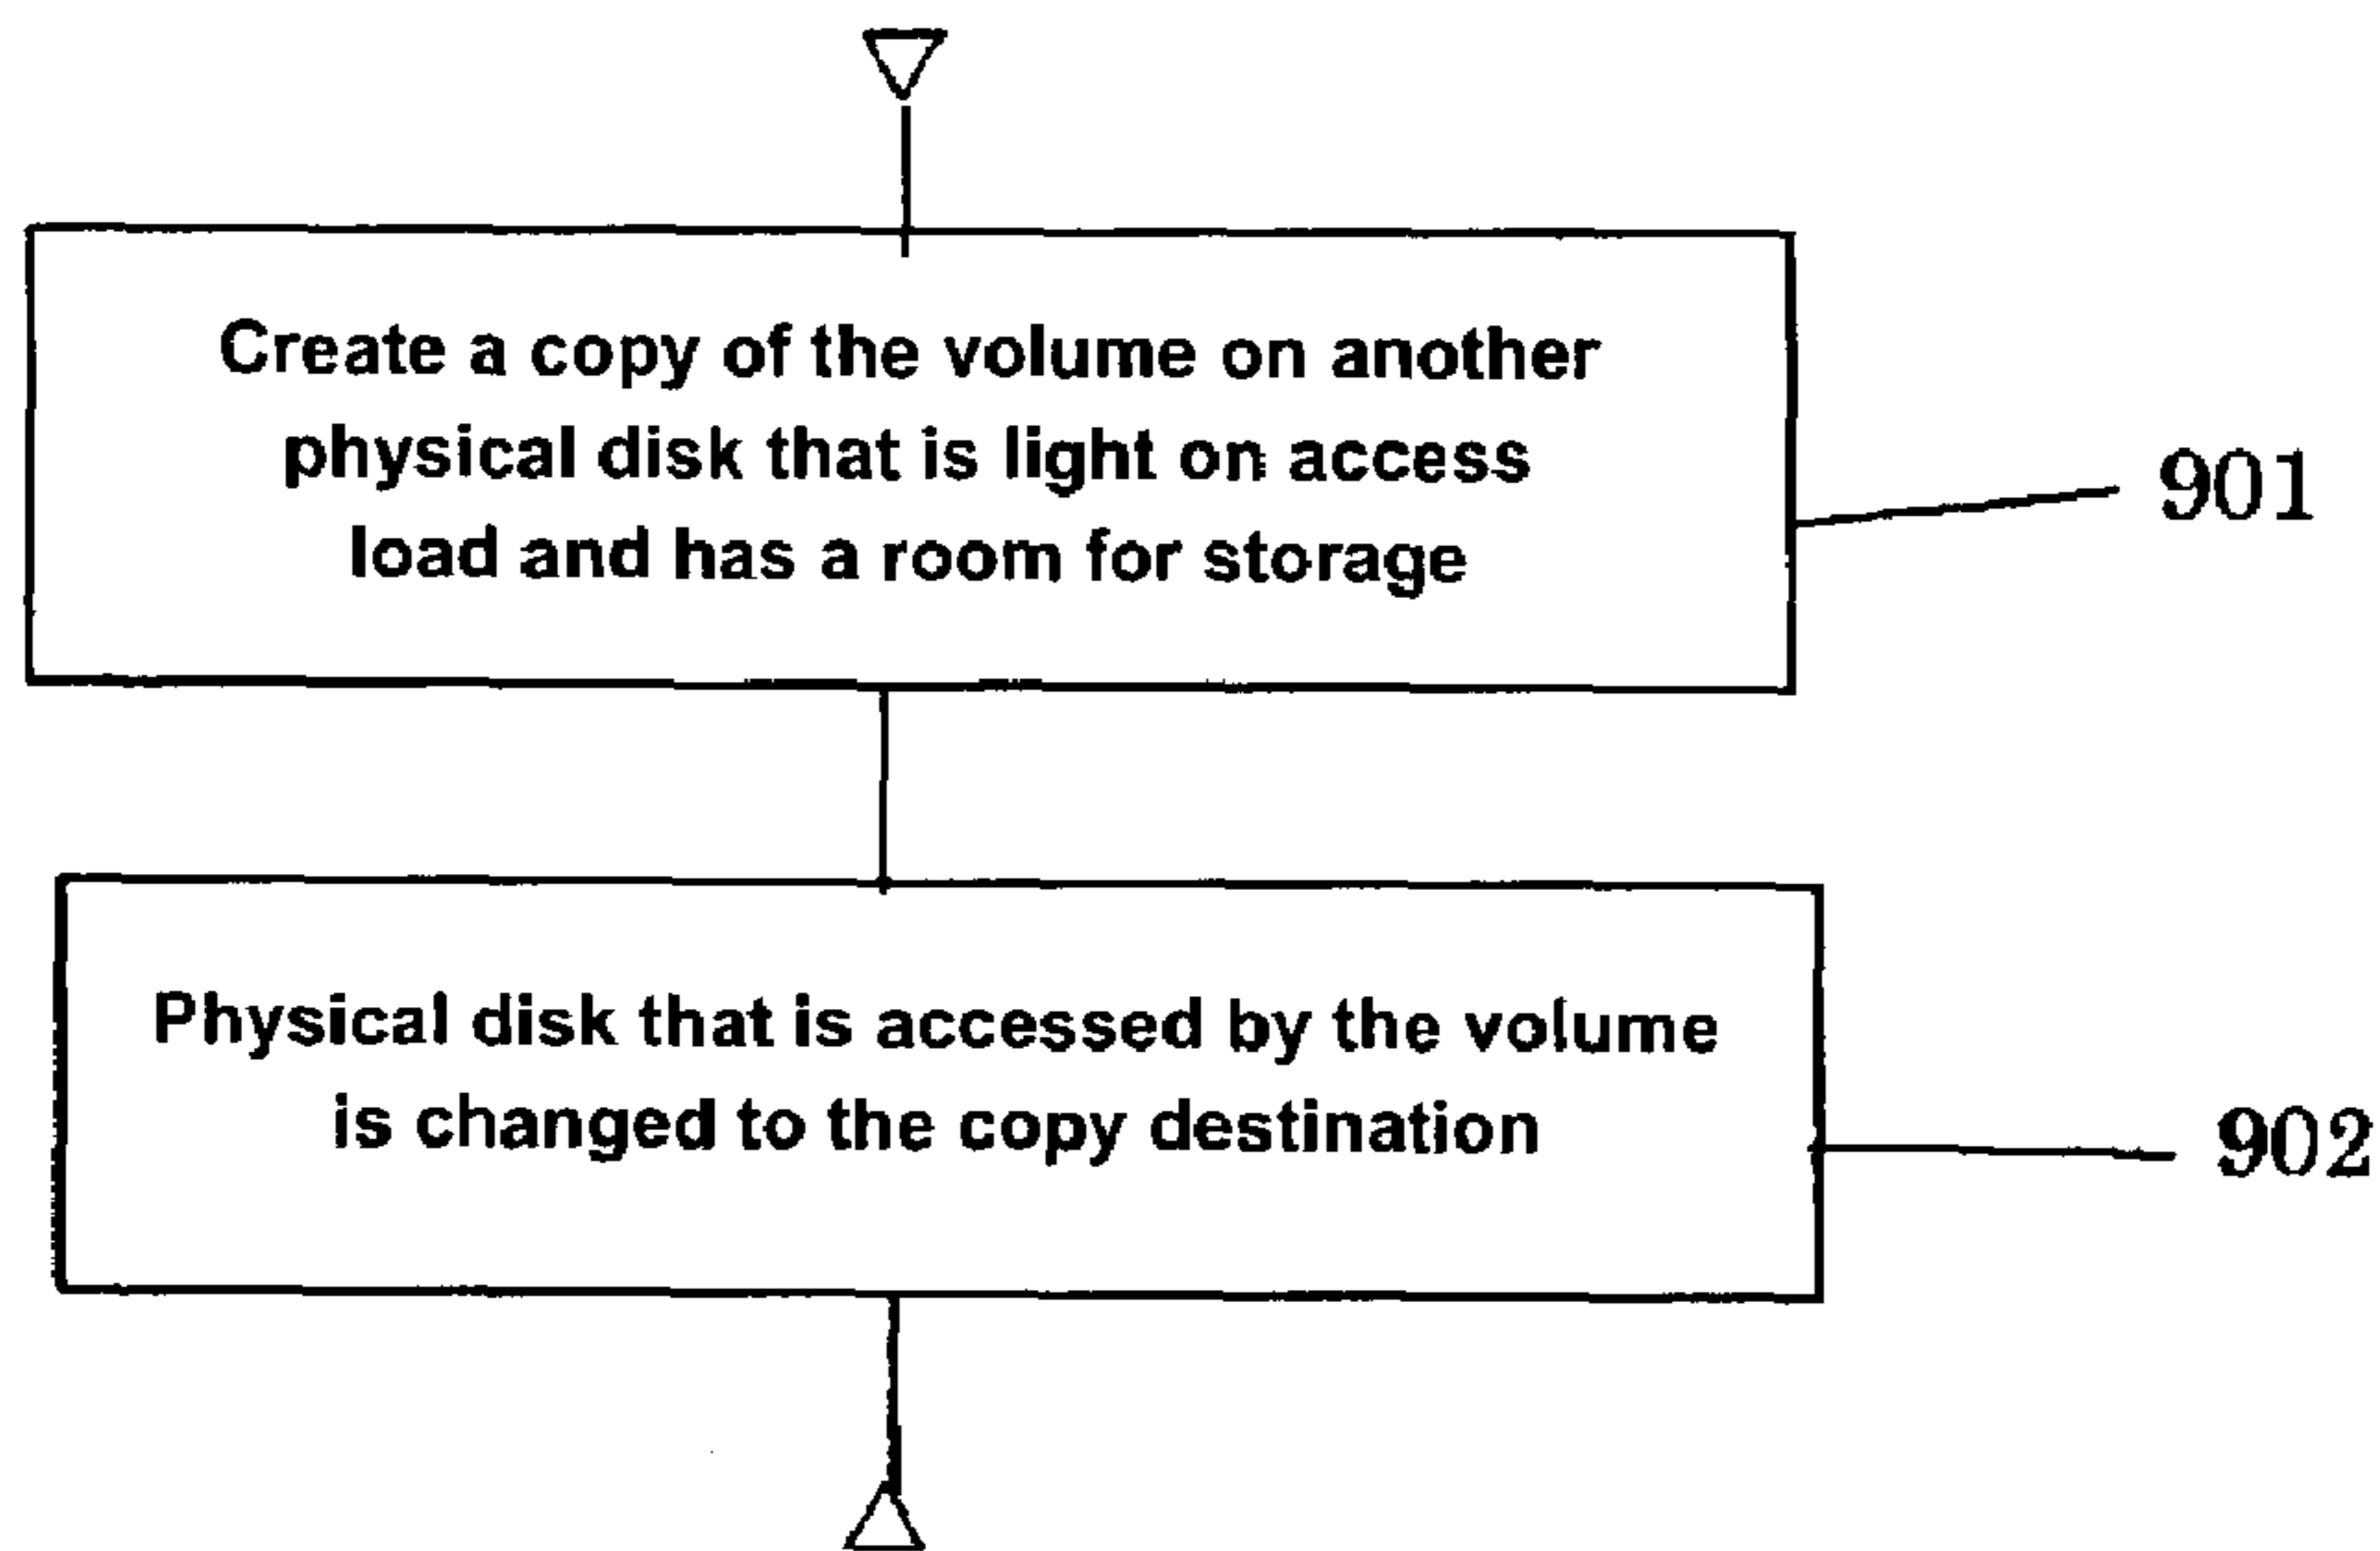 Create a copy of the volume on another
physical disk that is light on access
load and has a room for storage
901
Physical disk that is accessed by the volume
is changed to the copy destination
902